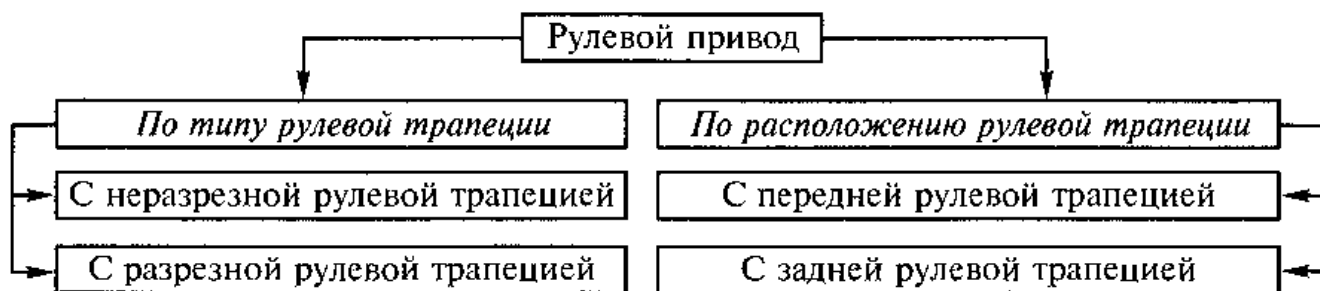 Рулевой привод
По типу рулевой трапеции
По расположению рулевой трапеции
С неразрезной рулевой трапецией
С передней рулевой трапецией
С разрезной рулевой трапецией
С задней рулевой трапецией